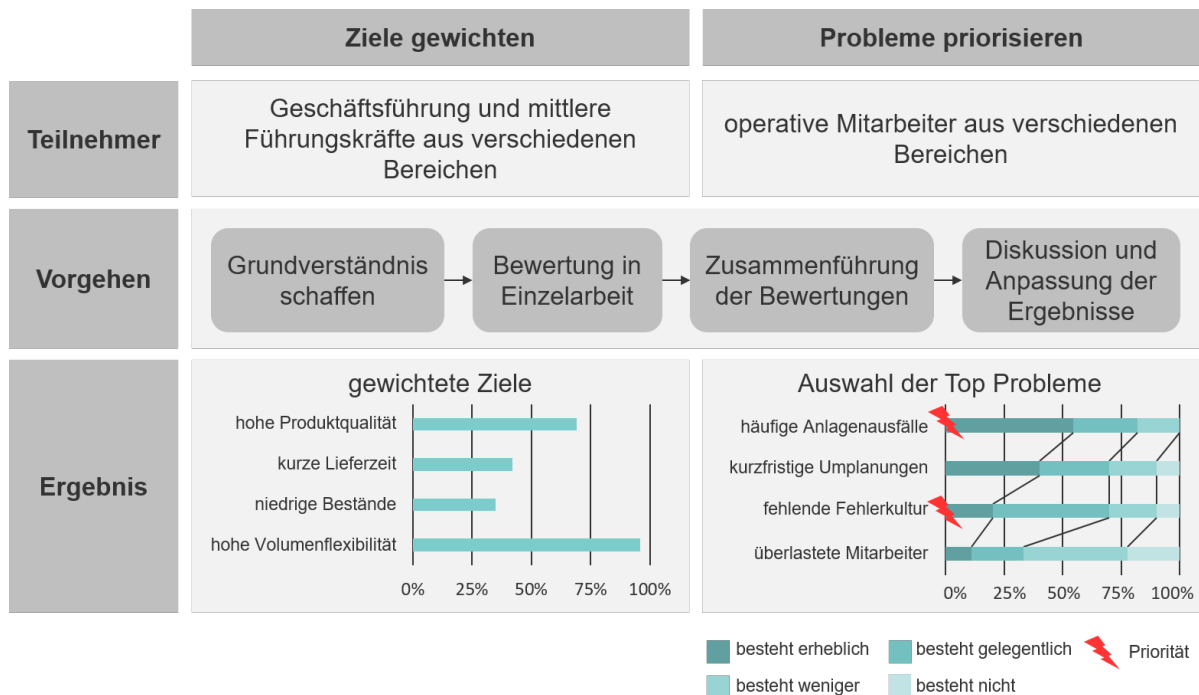 Ziele gewichten
Probleme priorisieren
Teilnehmer
Geschäftsführung und mittlere
Führungskräfte aus verschiedenen
Bereichen
operative Mitarbeiter aus verschiedenen
Bereichen
Vorgehen
Grundverständnis
schaffen
Bewertung in
Einzelarbeit
Zusammenführung
der Bewertungen
Diskussion und
Anpassung der
Ergebnisse
Ergebnis
gewichtete Ziele
hohe Produktqualität
kurze Lieferzeit
niedrige Bestände
hohe Volumenflexibilität
0% 25% 50% 75% 100%
Auswahl der Top Probleme
häufige Anlagenausfälle
kurzfristige Umplanungen
fehlende Fehlerkultur
überlastete Mitarbeiter
0% 25% 50% 75% 100%
besteht erheblich besteht gelegentlich Priorität
besteht weniger besteht nicht